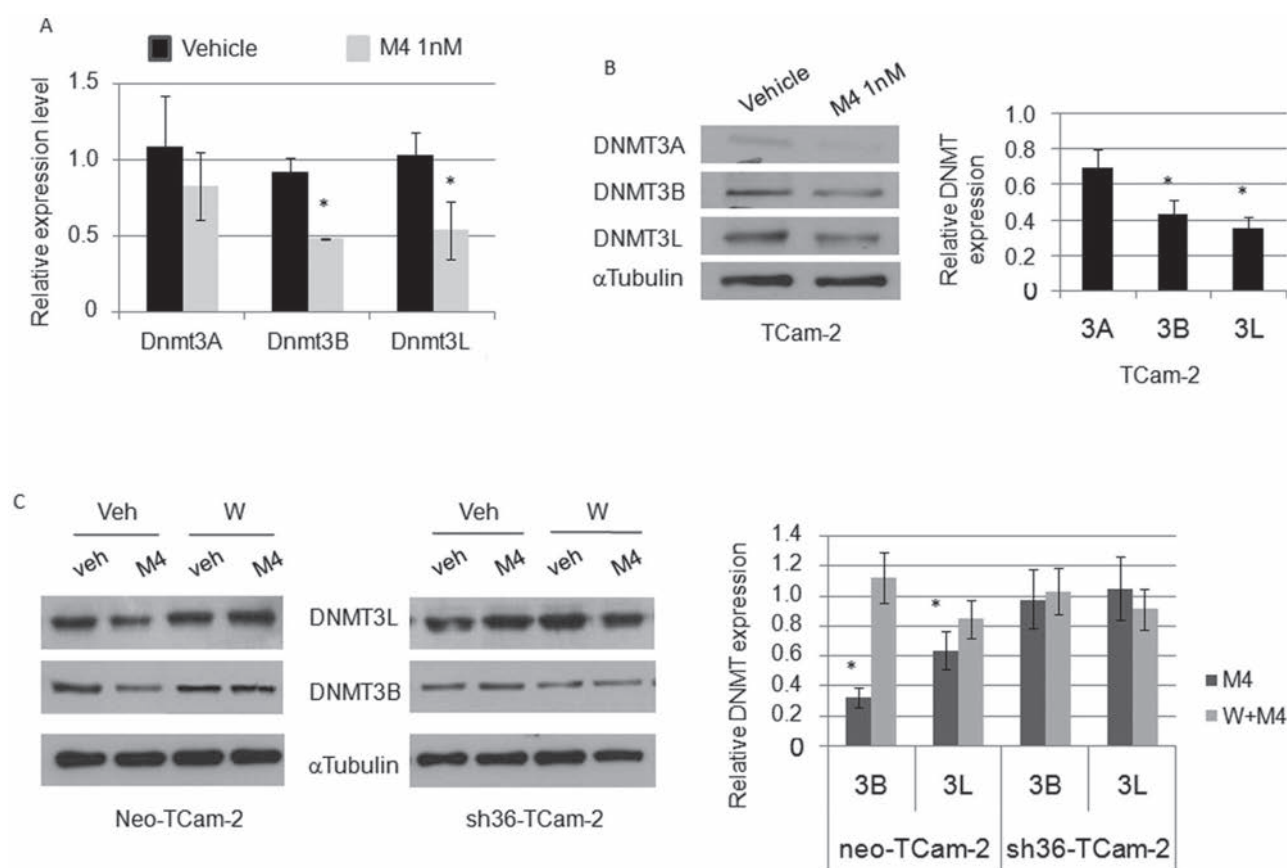 A
Vehicle M4 1nM
Relative expression level
1.5
1.0
0.5
0
Dnmt3A Dnmt3B Dnmt3L
* *
B
Vehicle M4 1nM
DNMT3A
DNMT3B
DNMT3L
αTubulin
TCam-2
Relative DNMT
expression
1.0
0.8
0.6
0.4
0.2
0
* *
3A 3B 3L
TCam-2
C
Veh W
veh M4 veh M4
Neo-TCam-2
DNMT3L
DNMT3B
αTubulin
Veh W
veh M4 veh M4
sh36-TCam-2
Relative DNMT expression
1.4
1.2
1.0
0.8
0.6
0.4
0.2
0
* *
3B 3L 3B 3L
neo-TCam-2 sh36-TCam-2
M4
W+M4